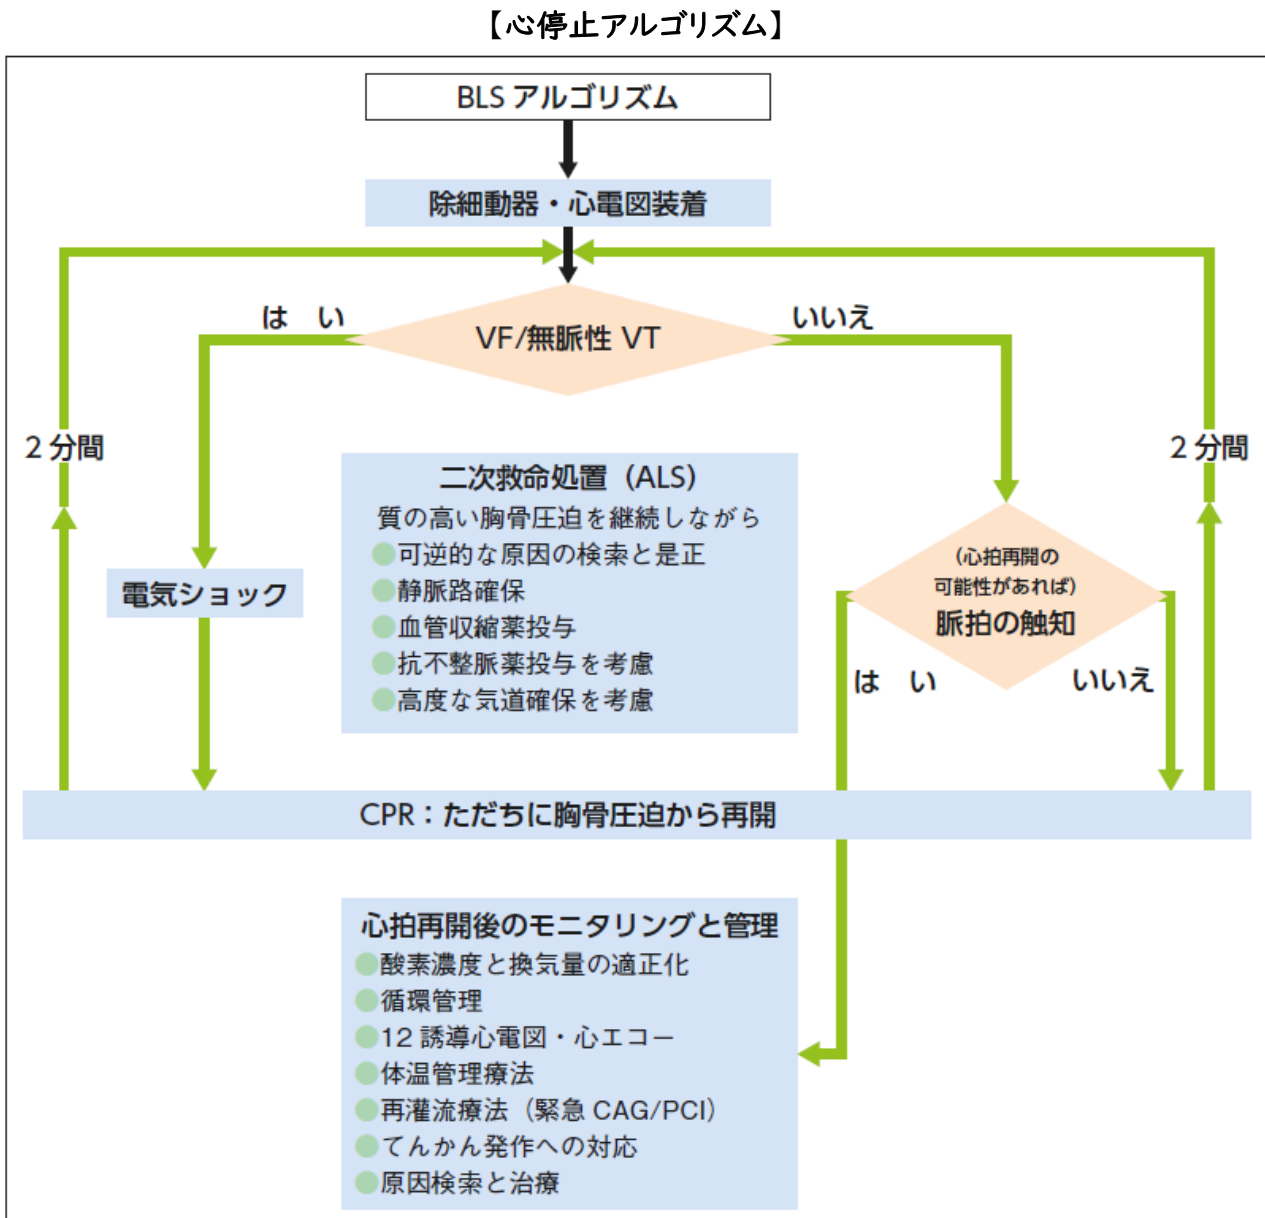 【心停止アルゴリズム】
BLS アルゴリズム
除細動器・心電図装着
は い
VF/無脈性 VT
いいえ
2 分間
2 分間
二次救命処置（ALS）
質の高い胸骨圧迫を継続しながら
●可逆的な原因の検索と是正
●静脈路確保
●血管収縮薬投与
●抗不整脈薬投与を考慮
●高度な気道確保を考慮
電気ショック
（心拍再開の
可能性があれば）
脈拍の触知
は い
いいえ
CPR：ただちに胸骨圧迫から再開
心拍再開後のモニタリングと管理
●酸素濃度と換気量の適正化
●循環管理
●12 誘導心電図・心エコー
●体温管理療法
●再灌流療法（緊急 CAG/PCI）
●てんかん発作への対応
●原因検索と治療